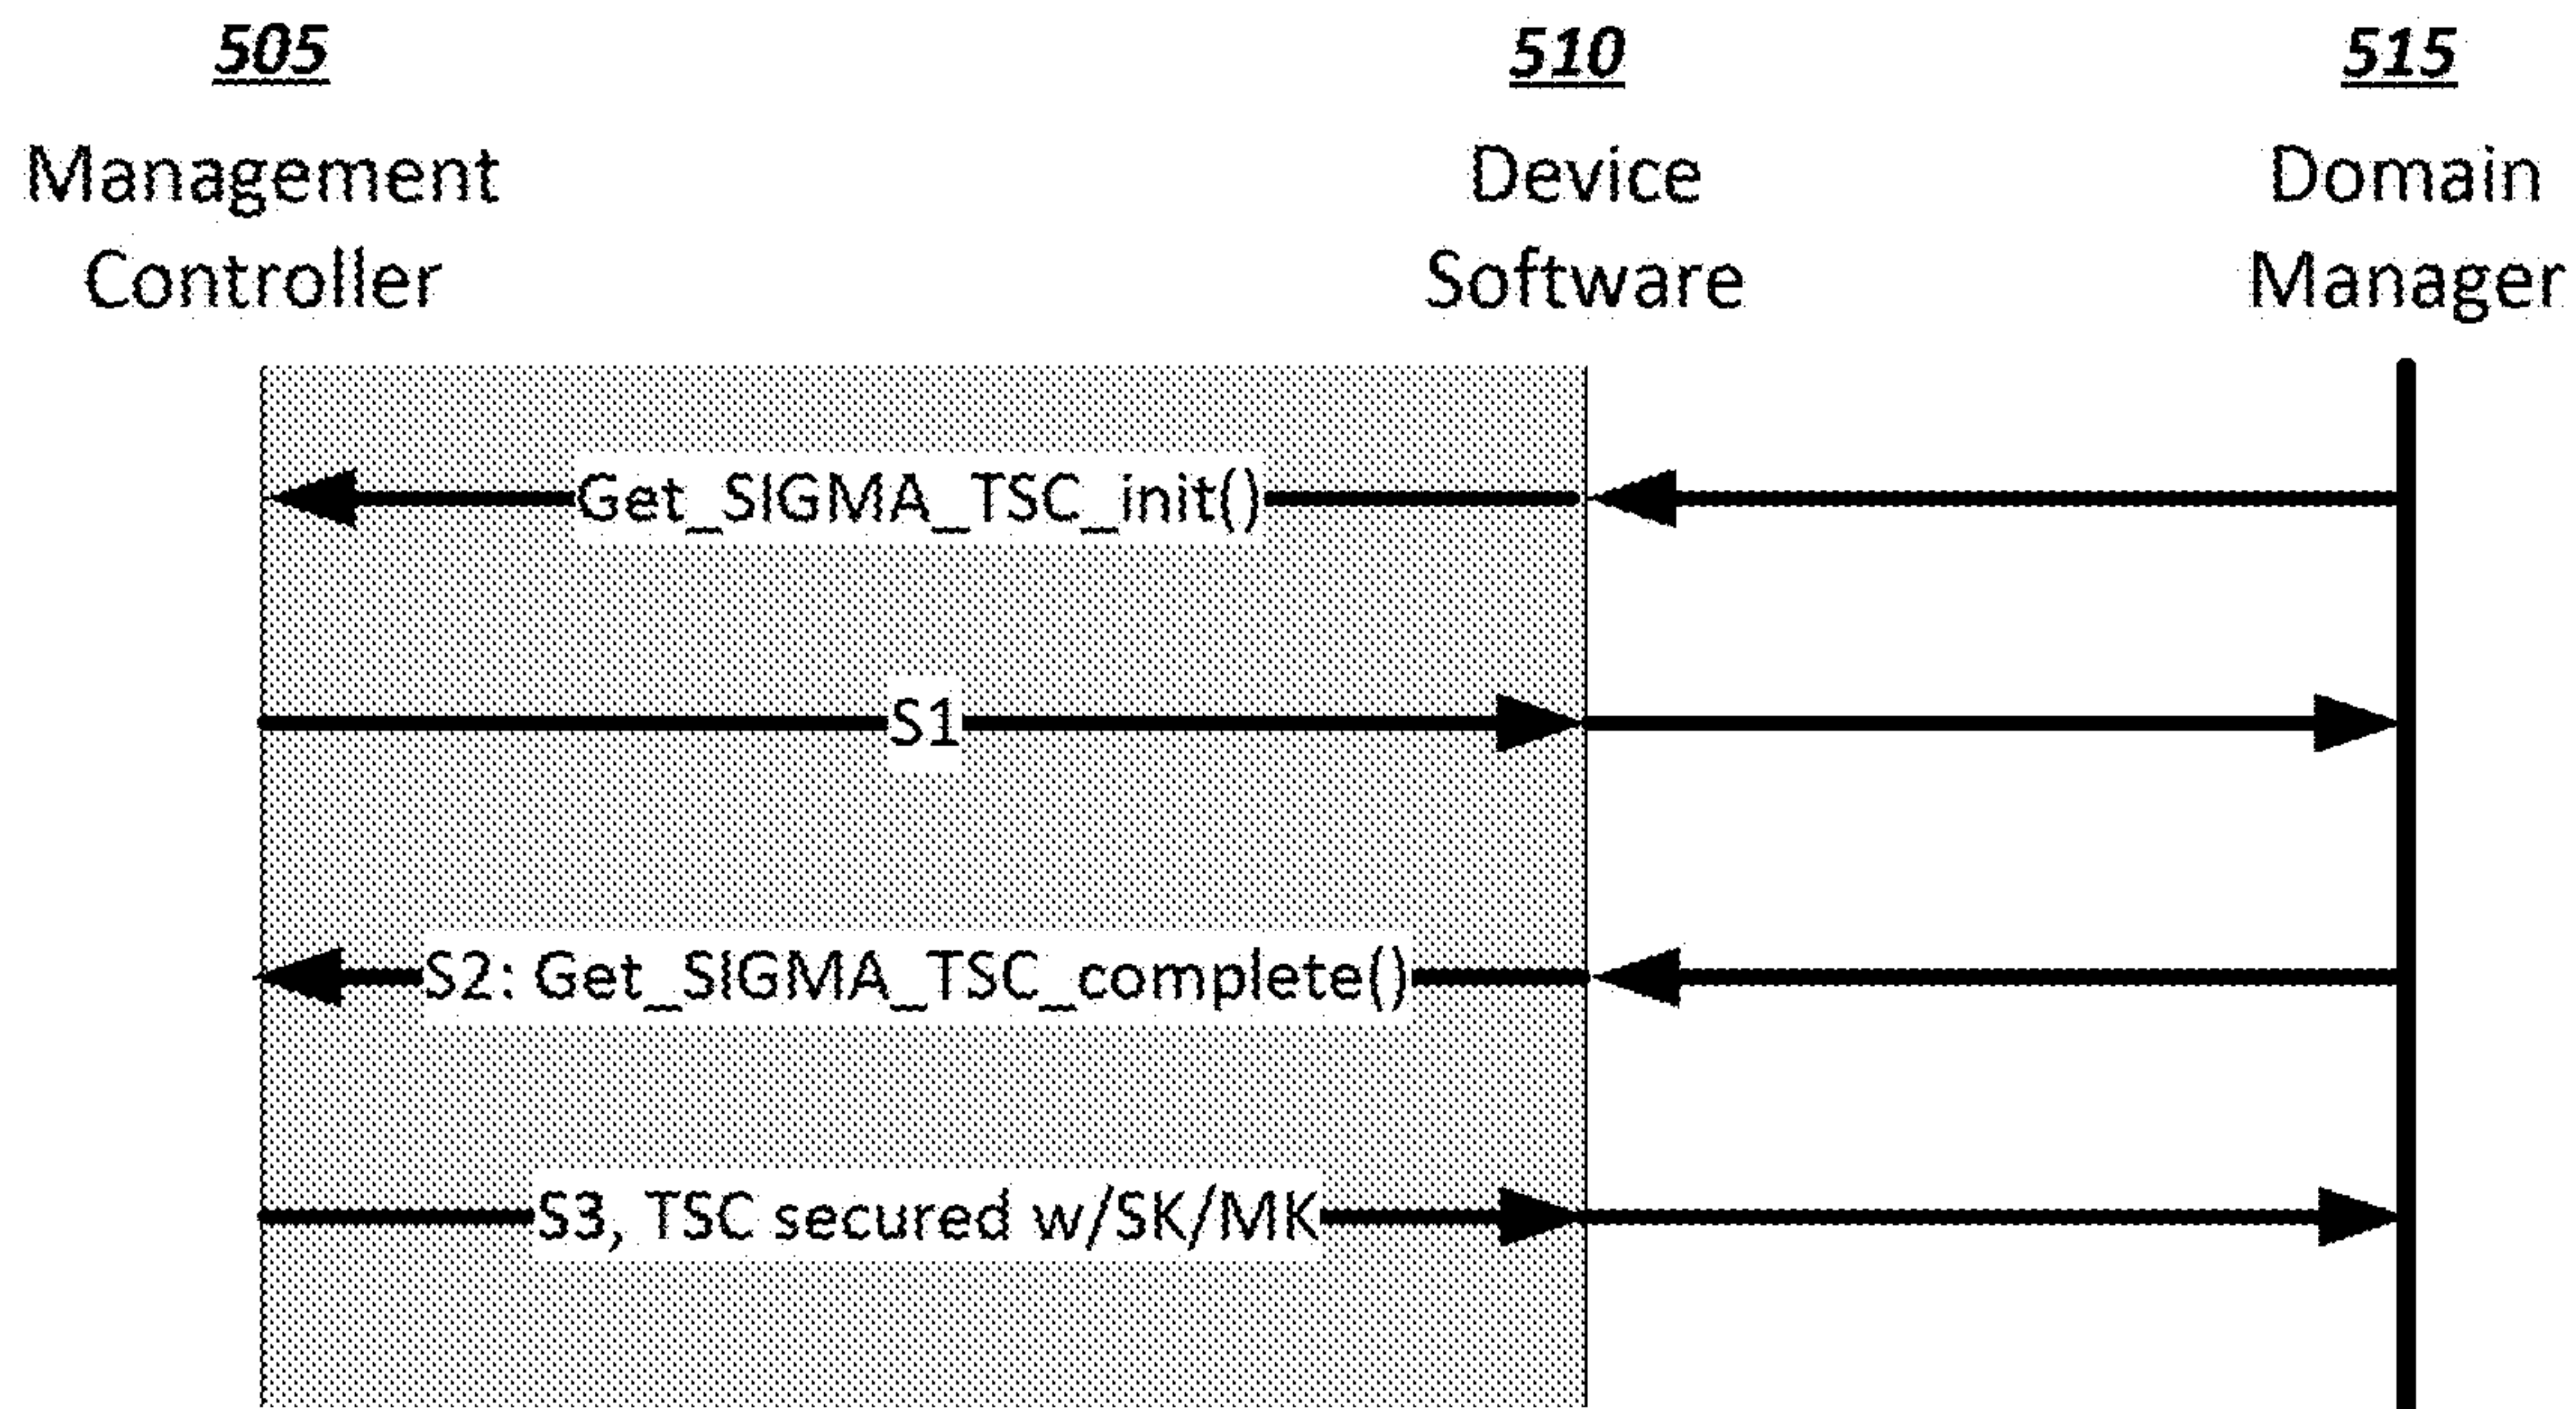 505
Management
Controller
510
Device
Software
515
Domain
Manager
Get_SIGMA_TSC_init()
S1
S2: Get_SIGMA_TSC_complete()
S3, TSC secured w/SK/MK